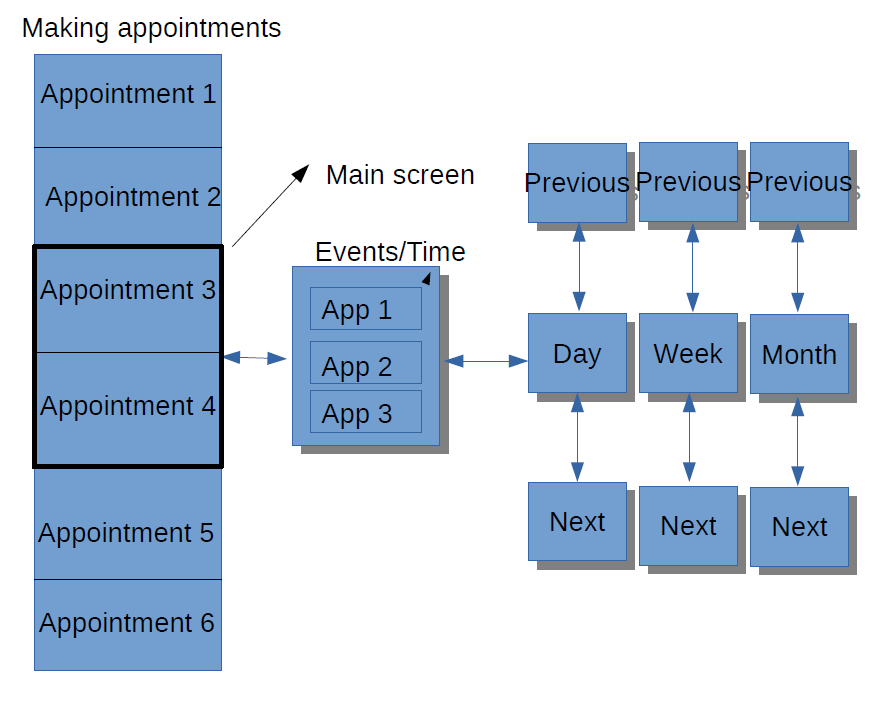 Making appointments
Appointment 1
Appointment 2
Appointment 3
Appointment 4
Appointment 5
Appointment 6
Main screen
Events/Time
App 1
App 2
App 3
Previous
Previous
Previous
Day
Week
Month
Next
Next
Next